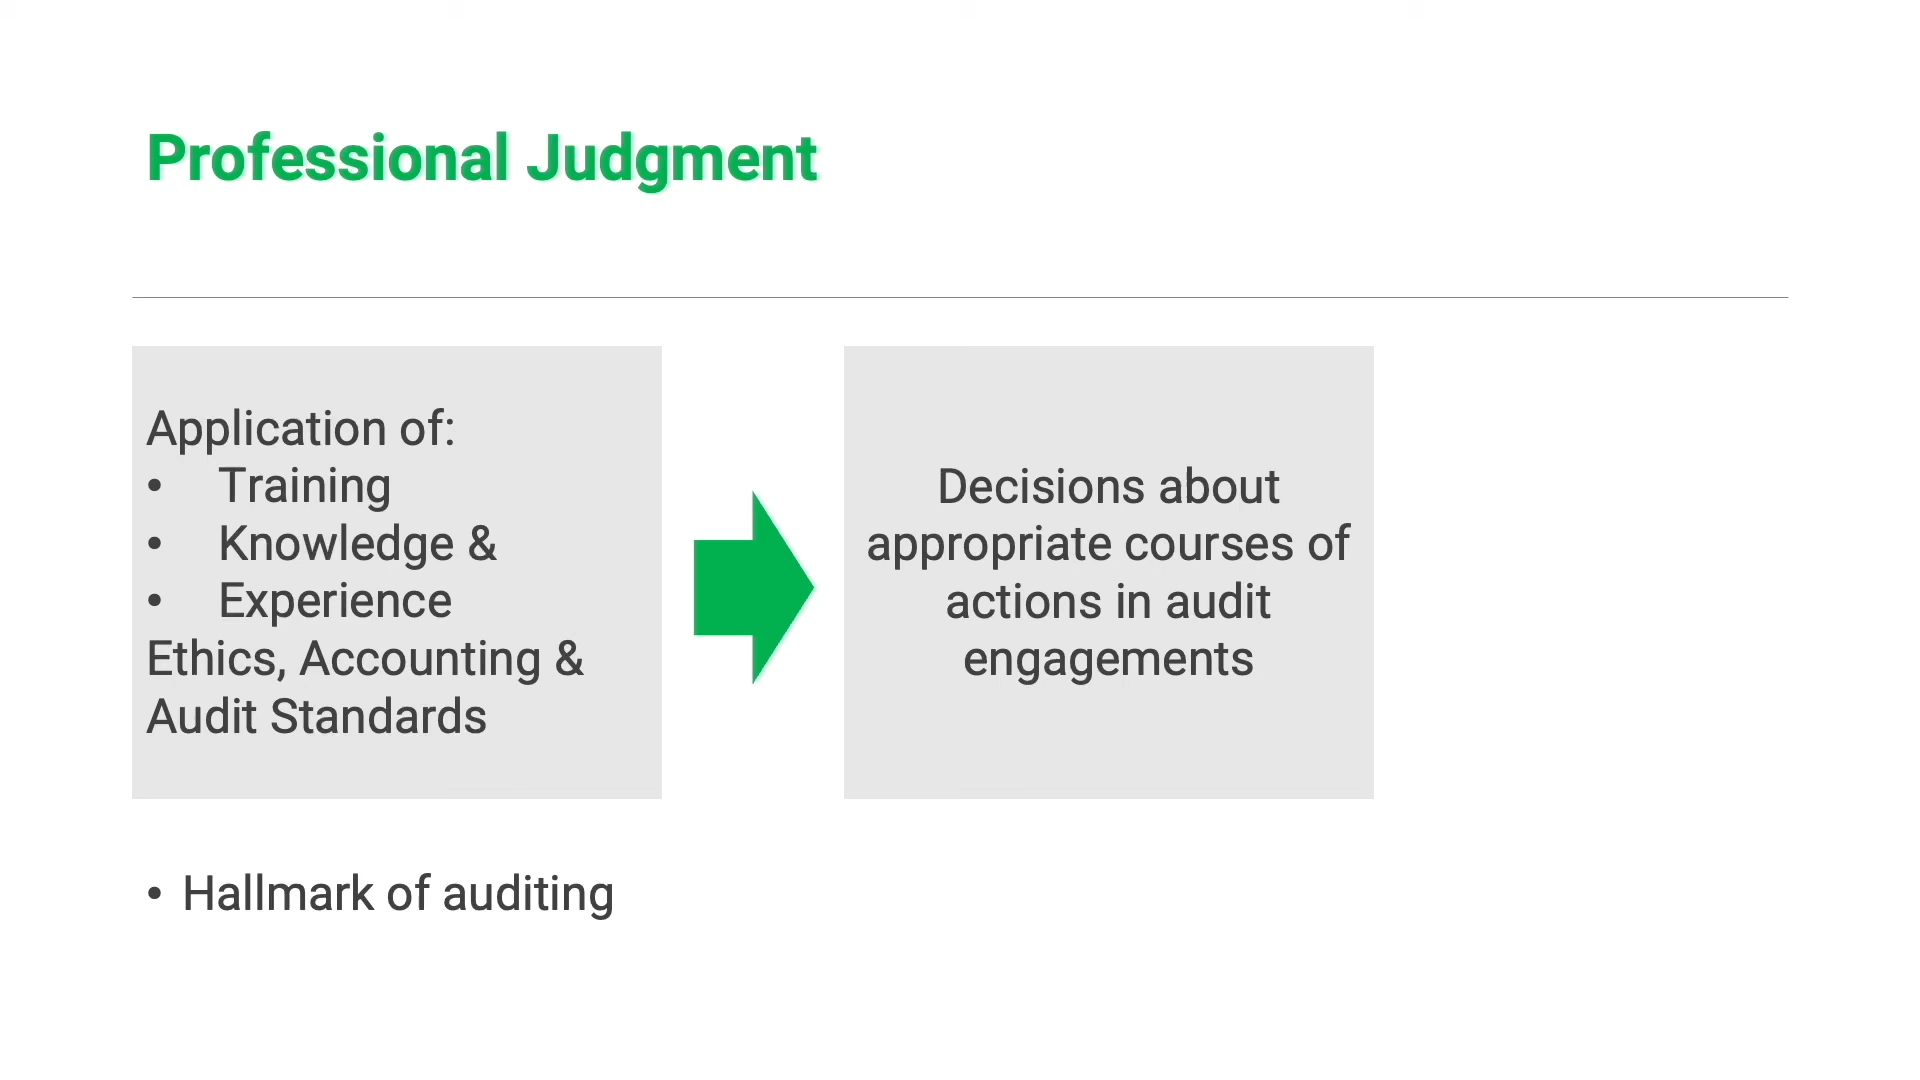 Professional Judgment
Application of:
• Training
• Knowledge &
• Experience
Ethics, Accounting &
Audit Standards
Decisions about
appropriate courses of
actions in audit
engagements
• Hallmark of auditing